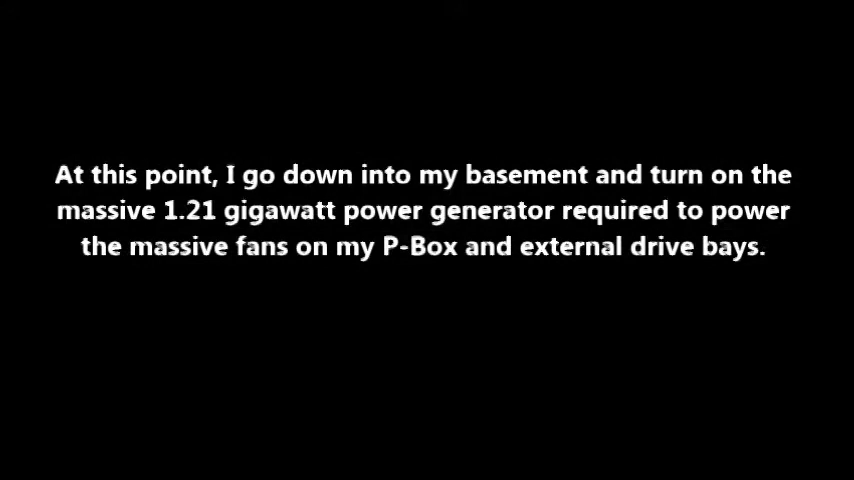 At this point, I go down into my basement and turn on the
massive 1.21 gigawatt power generator required to power
the massive fans on my P-Box and external drive bays.